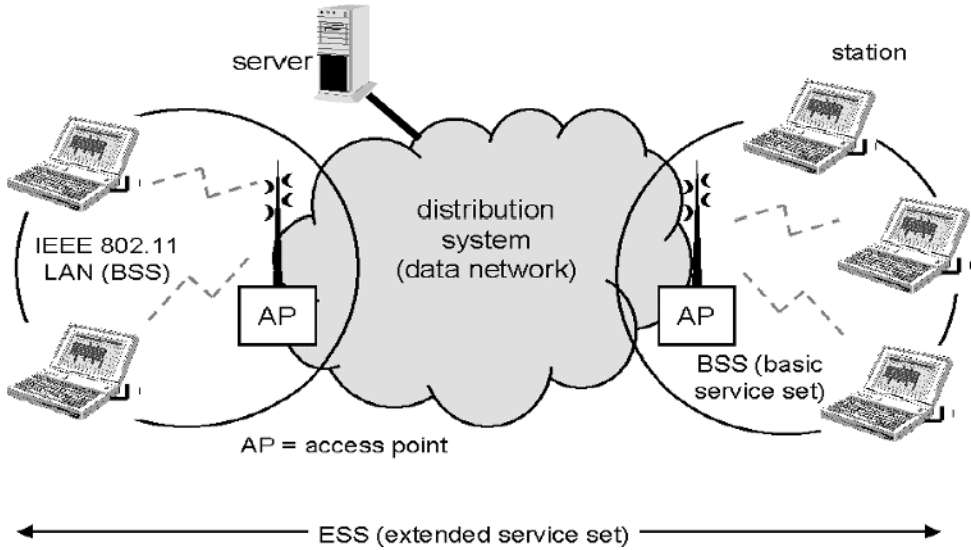 server
station
IEEE 802.11
LAN (BSS)
distribution
system
(data network)
AP
AP
BSS (basic
service set)
AP = access point
ESS (extended service set)